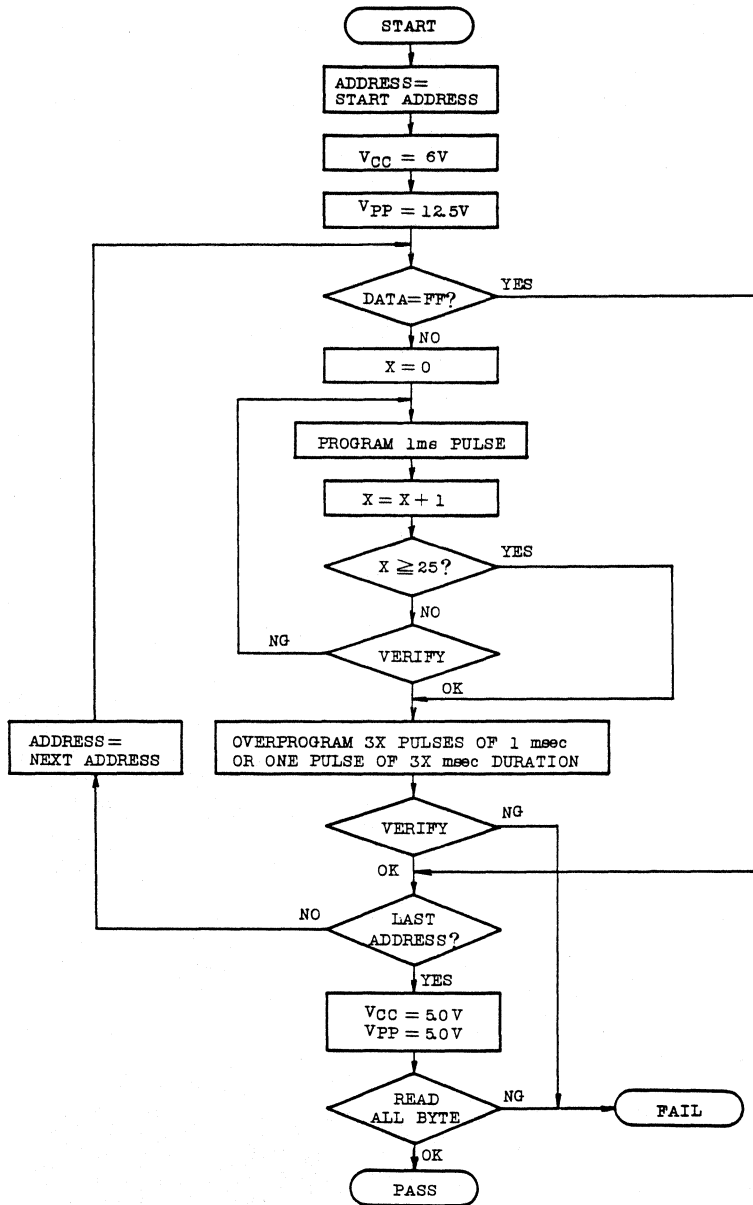 START
ADDRESS=
START ADDRESS
VCC = 6V
VPP = 12.5V
DATA=FF?
YES
NO
X = 0
PROGRAM 1ms PULSE
X = X + 1
X ≧ 25?
YES
NO
NG
VERIFY
OK
ADDRESS=
NEXT ADDRESS
OVERPROGRAM 3X PULSES OF 1 msec
OR ONE PULSE OF 3X msec DURATION
VERIFY
NG
OK
NO
LAST
ADDRESS?
YES
VCC = 5.0V
VPP = 5.0V
READ
ALL BYTE
NG
FAIL
OK
PASS